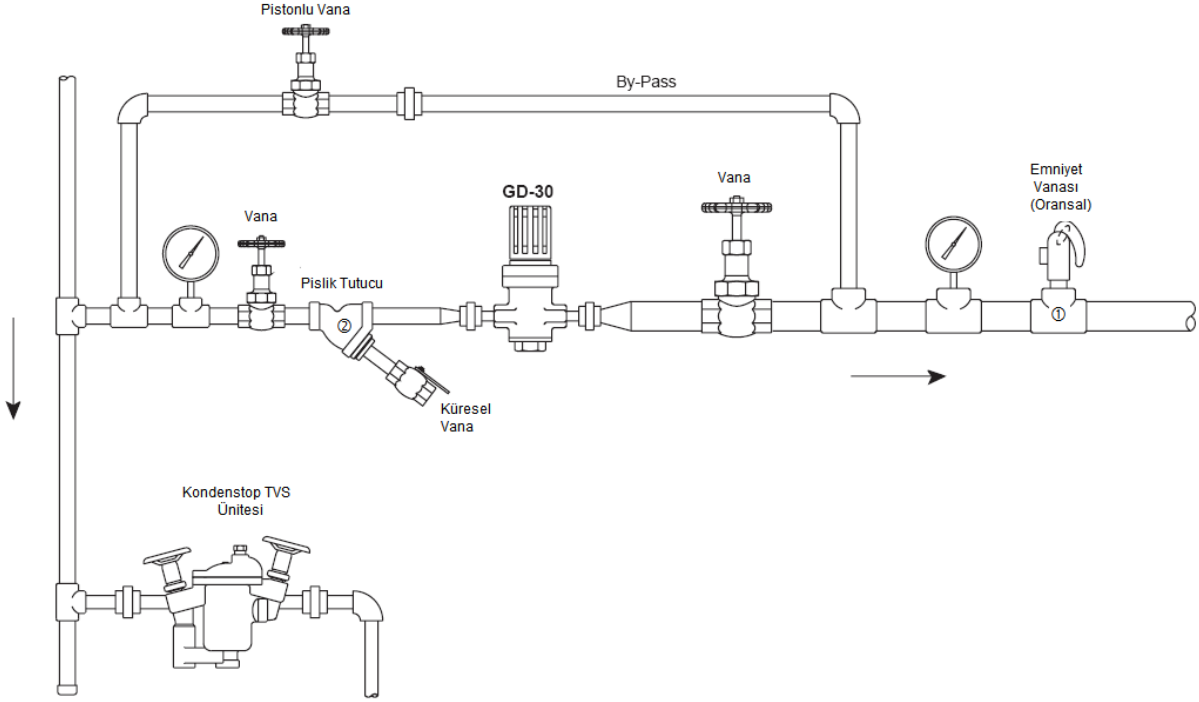 Pistonlu Vana
By-Pass
GD-30
Vana
Emniyet
Vanası
(Oransal)
Vana
Pislik Tutucu
②
①
Küresel
Vana
Kondenstop TVS
Ünitesi